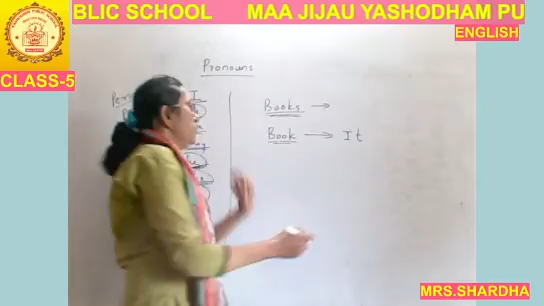 BLIC SCHOOL MAA JIJAU YASHODHAM PU
ENGLISH
CLASS-5
Pronouns
I
Books →
Book → It
MRS.SHARDHA